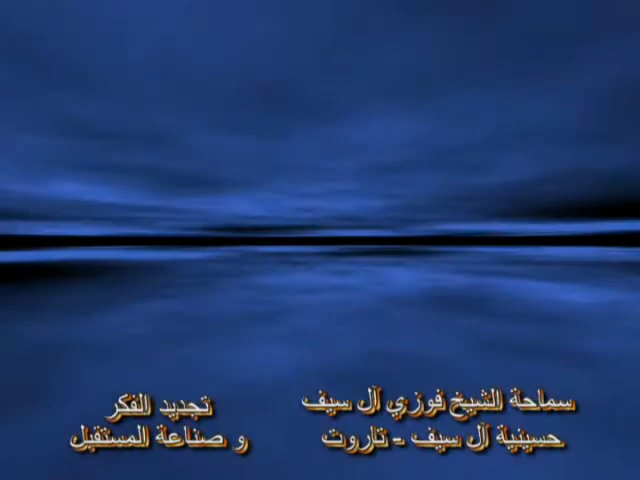 سماحة الشيخ فوزي آل سيف
حسينية آل سيف - تاروت
تجديد الفكر
و صناعة المستقبل